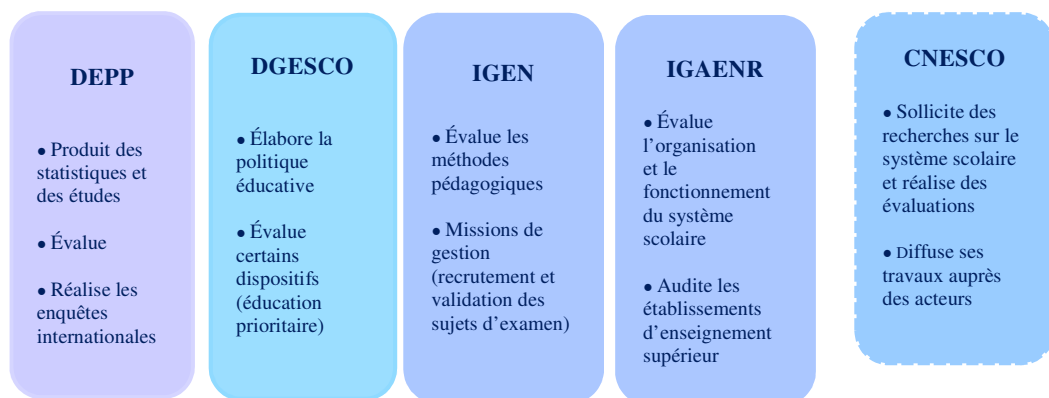 DEPP
● Produit des
statistiques et
des études
● Évalue
● Réalise les
enquêtes
internationales
DGESCO
● Élabore la
politique
éducative
● Évalue
certains
dispositifs
(éducation
prioritaire)
IGEN
● Évalue les
méthodes
pédagogiques
● Missions de
gestion
(recrutement et
validation des
sujets d’examen)
IGAENR
● Évalue
l’organisation
et le
fonctionnement
du système
scolaire
● Audite les
établissements
d’enseignement
supérieur
CNESCO
● Sollicite des
recherches sur le
système scolaire
et réalise des
évaluations
● Diffuse ses
travaux auprès
des acteurs